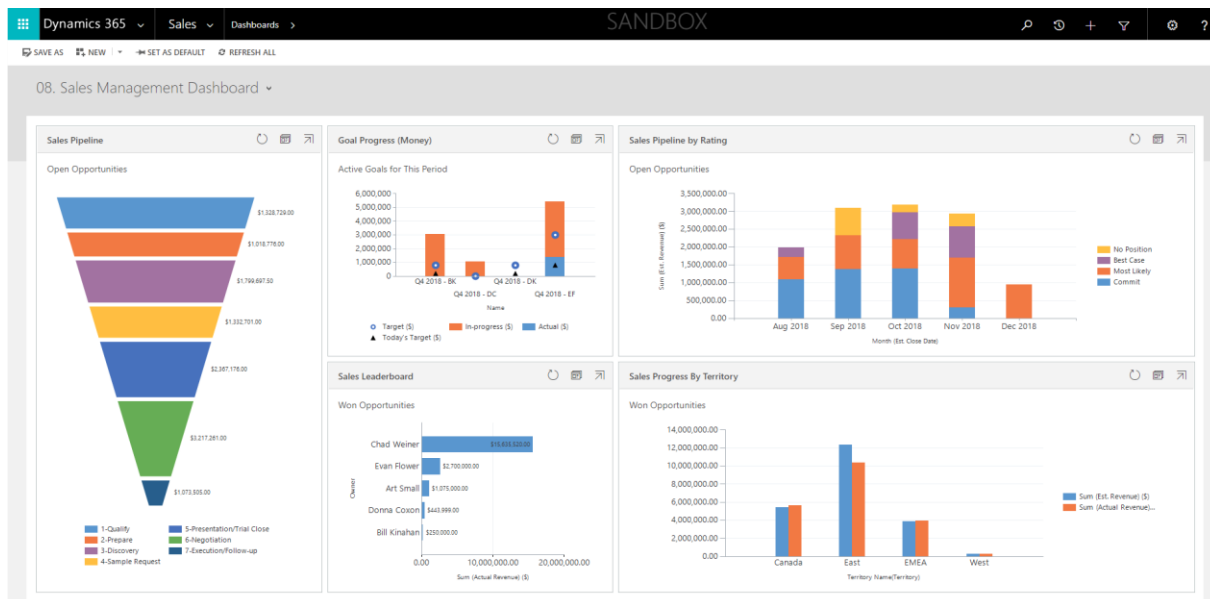 Dynamics 365 Sales Dashboards SANDBOX ?
SAVE AS NEW SET AS DEFAULT REFRESH ALL
08. Sales Management Dashboard
Sales Pipeline
Open Opportunities
$1,328,729.00
$1,018,776.00
$1,799,697.50
$1,332,701.00
$2,367,176.00
$3,217,261.00
$1,073,505.00
1-Qualify
2-Prepare
3-Discovery
4-Sample Request
5-Presentation/Trial Close
6-Negotiation
7-Execution/Follow-up
Goal Progress (Money)
Active Goals for This Period
6,000,000
5,000,000
4,000,000
3,000,000
2,000,000
1,000,000
0
Q4 2018 - BK
Q4 2018 - DC
Q4 2018 - DK
Q4 2018 - EF
Name
Target ($) In-progress ($) Actual ($)
Today's Target ($)
Sales Pipeline by Rating
Open Opportunities
Sum (Est. Revenue) ($)
3,500,000.00
3,000,000.00
2,500,000.00
2,000,000.00
1,500,000.00
1,000,000.00
500,000.00
0.00
Aug 2018 Sep 2018 Oct 2018 Nov 2018 Dec 2018
Month (Est. Close Date)
No Position
Best Case
Most Likely
Commit
Sales Leaderboard
Won Opportunities
Owner
Chad Weiner $15,635,520.00
Evan Flower $2,700,000.00
Art Small $1,075,000.00
Donna Coxon $443,999.00
Bill Kinahan $250,000.00
0.00 10,000,000.00 20,000,000.00
Sum (Actual Revenue) ($)
Sales Progress By Territory
Won Opportunities
14,000,000.00
12,000,000.00
10,000,000.00
8,000,000.00
6,000,000.00
4,000,000.00
2,000,000.00
0.00
Canada East EMEA West
Territory Name(Territory)
Sum (Est. Revenue) ($)
Sum (Actual Revenue)...